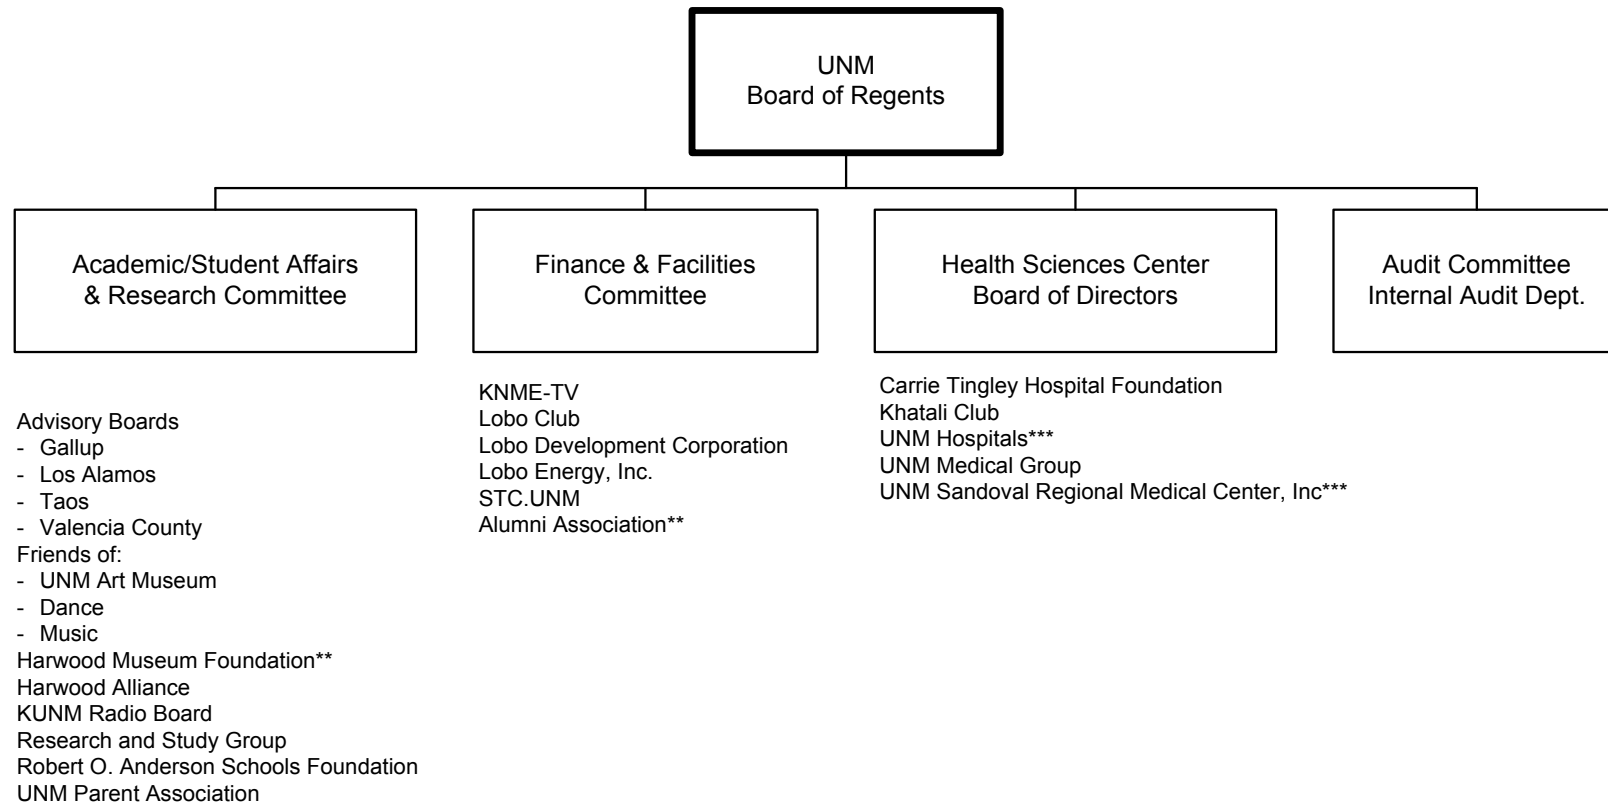 UNM
Board of Regents
Academic/Student Affairs
& Research Committee
Finance & Facilities
Committee
Health Sciences Center
Board of Directors
Audit Committee
Internal Audit Dept.
Advisory Boards
- Gallup
- Los Alamos
- Taos
- Valencia County
Friends of:
- UNM Art Museum
- Dance
- Music
Harwood Museum Foundation**
Harwood Alliance
KUNM Radio Board
Research and Study Group
Robert O. Anderson Schools Foundation
UNM Parent Association
KNME-TV
Lobo Club
Lobo Development Corporation
Lobo Energy, Inc.
STC.UNM
Alumni Association**
Carrie Tingley Hospital Foundation
Khatali Club
UNM Hospitals***
UNM Medical Group
UNM Sandoval Regional Medical Center, Inc***